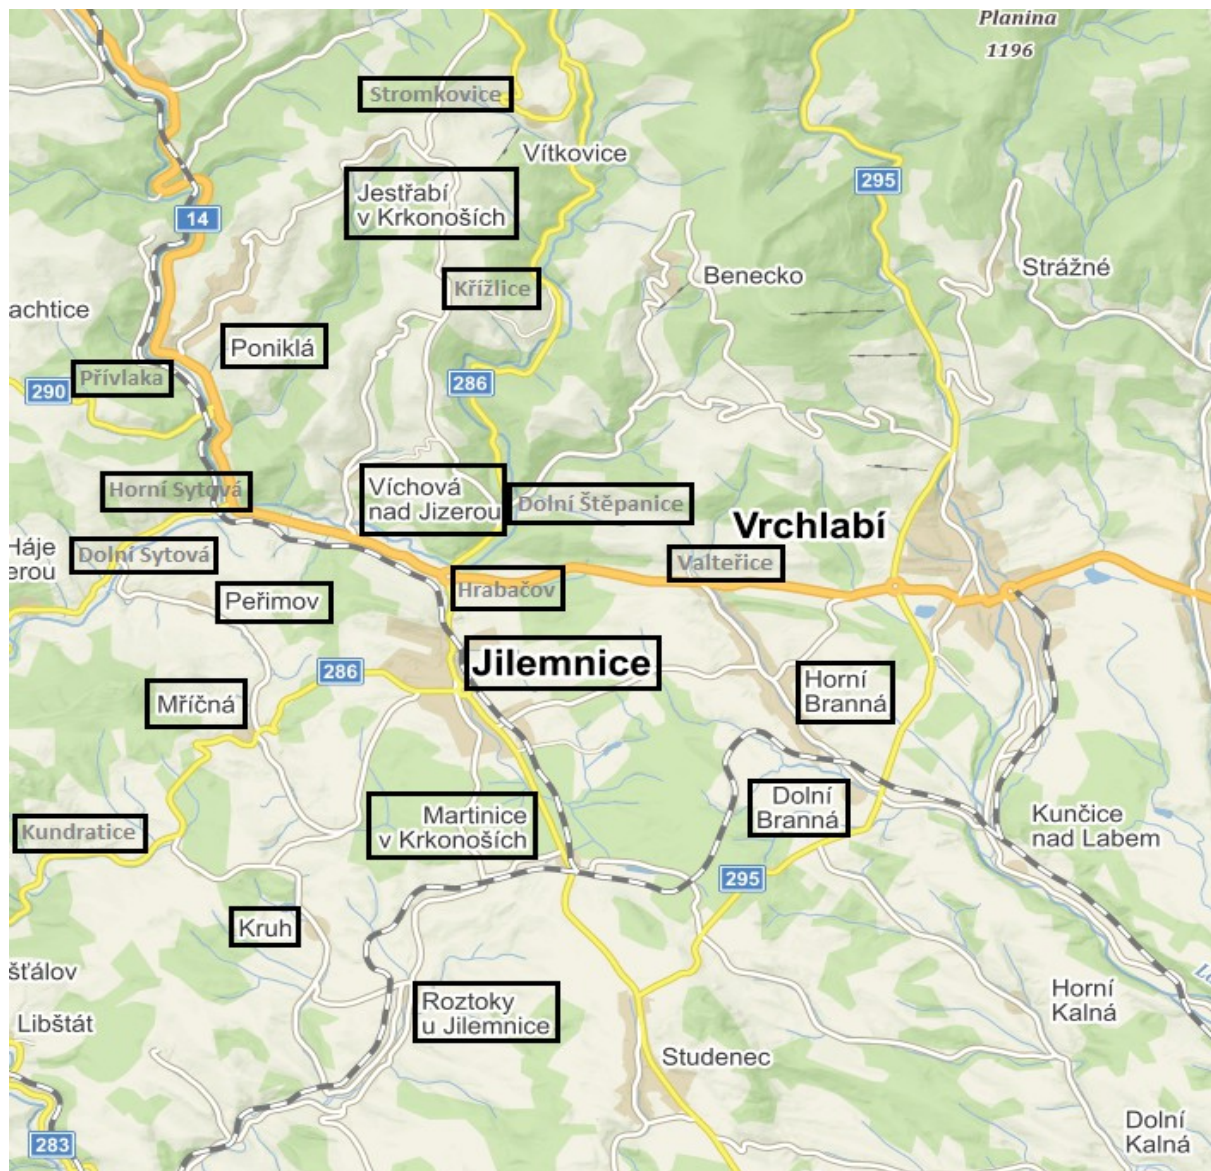 Planina
1196
Stromkovice
Vítkovice
295
Jestřabí
v Krkonoších
14
Strážné
Benecko
Křížlice
achtice
Poniklá
Přívlaka
286
290
Víchová
nad Jizerou
Horní Sytová
Dolní Štěpanice
Vrchlabí
Háje
erou
Dolní Sytová
Valteřice
Hrabačov
Peřimov
Jilemnice
286
Horní
Branná
Mříčná
Dolní
Branná
Martinice
v Krkonoších
Kunčice
nad Labem
Kundratice
295
Kruh
šťálov
Horní
Kalná
Roztoky
u Jilemnice
Libštát
Studenec
Dolní
Kalná
283